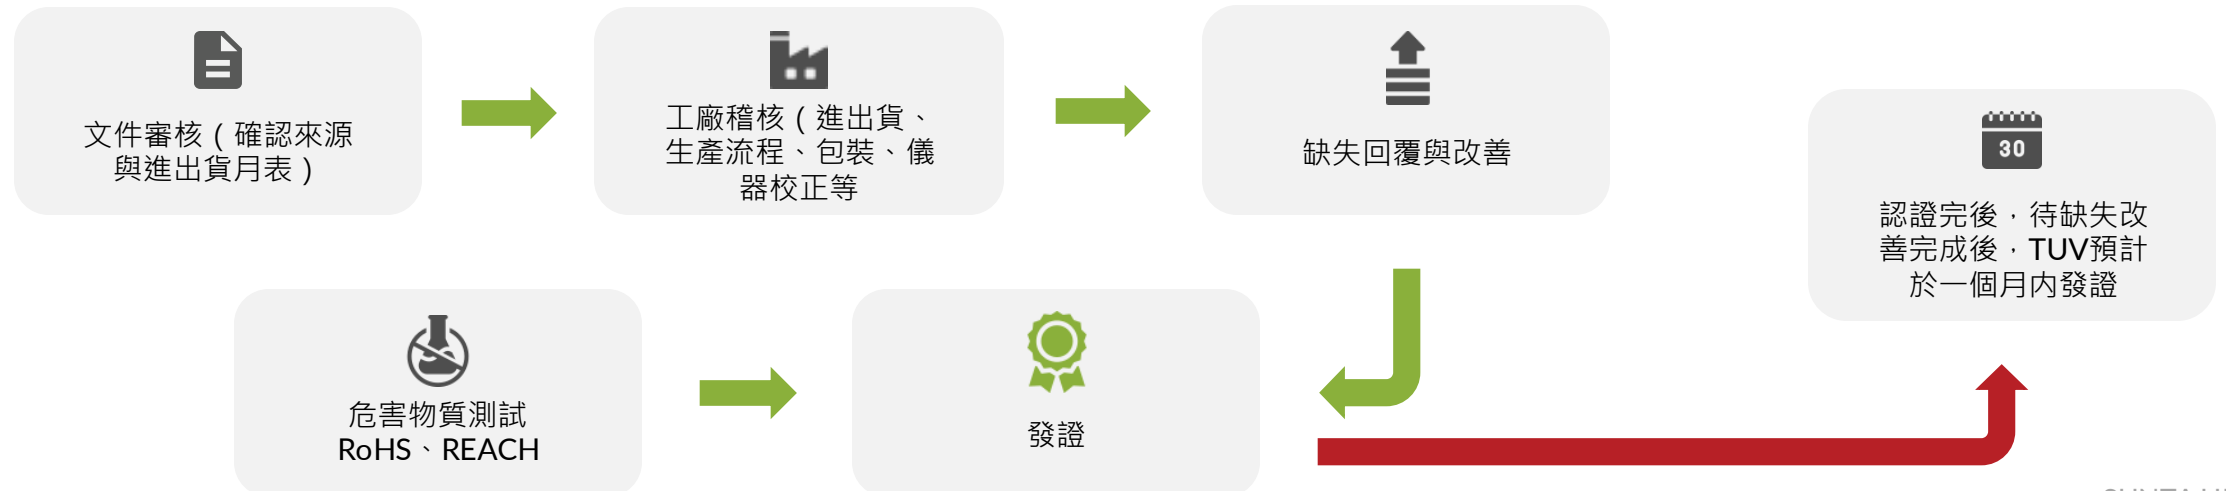 文件審核（確認來源
與進出貨月表）
工廠稽核（進出貨、
生產流程、包裝、儀
器校正等
缺失回覆與改善
30
認證完後，待缺失改
善完成後，TUV預計
於一個月内發證
危害物質測試
RoHS、REACH
發證